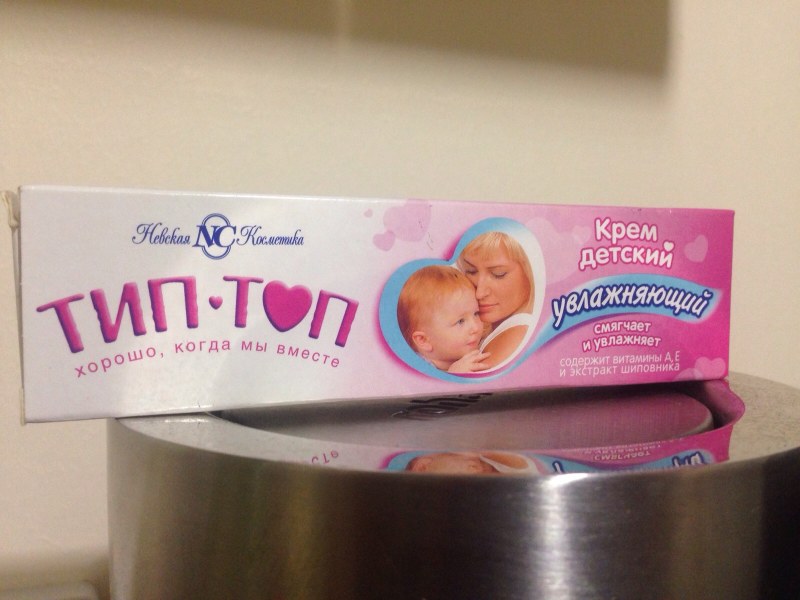 Невская NC Косметика
ТИП-ТОП
хорошо, когда мы вместе
Крем
детский
увлажняющий
смягчает
и увлажняет
содержит витамины А, Е
и экстракт шиповника